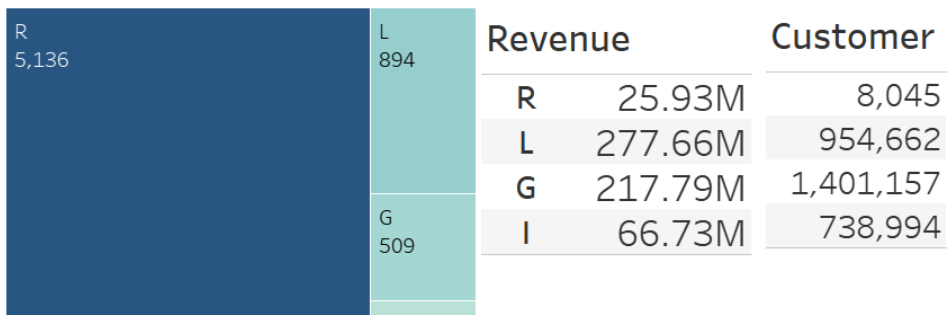 R
5,136
L
894
G
509
Revenue
R 25.93M
L 277.66M
G 217.79M
I 66.73M
Customer
8,045
954,662
1,401,157
738,994